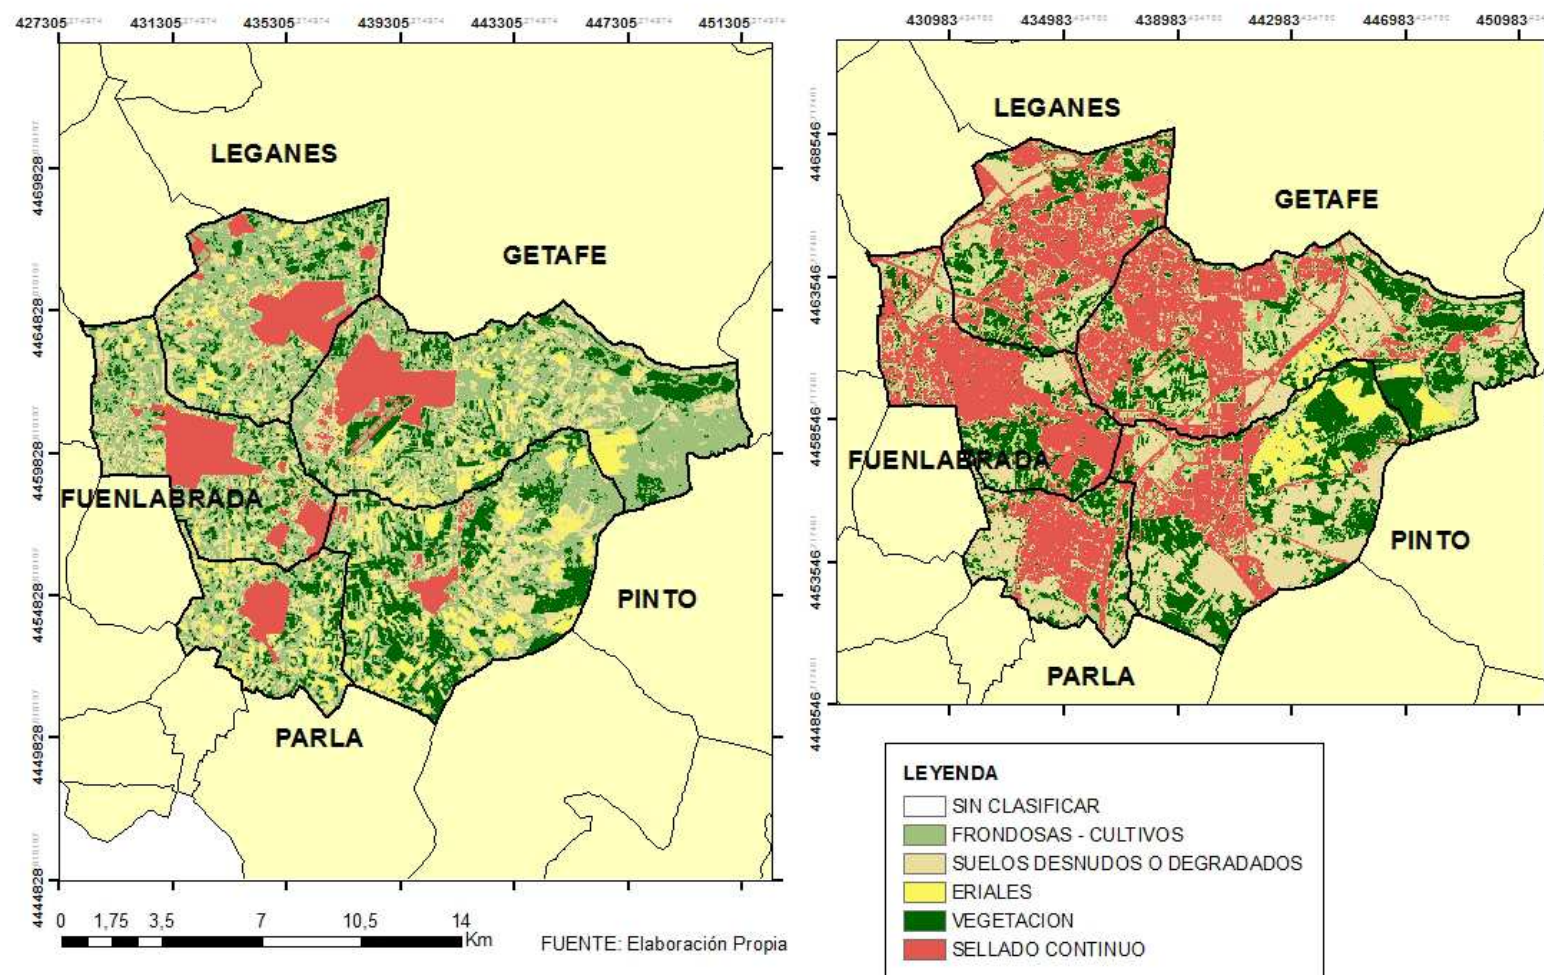 427305 431305 435305 439305 443305 447305 451305
4469828
4464828
4459828
4454828
4449828
4444828
LEGANES
GETAFE
FUENLABRADA
PINTO
PARLA
0 1,75 3,5 7 10,5 14
Km
FUENTE: Elaboración Propia
430983 434983 438983 442983 446983 450983
4468546
4463546
4458546
4453546
4448546
LEGANES
GETAFE
FUENLABRADA
PINTO
PARLA
LEYENDA
SIN CLASIFICAR
FRONDOSAS - CULTIVOS
SUELOS DESNUDOS O DEGRADADOS
ERIALES
VEGETACION
SELLADO CONTINUO